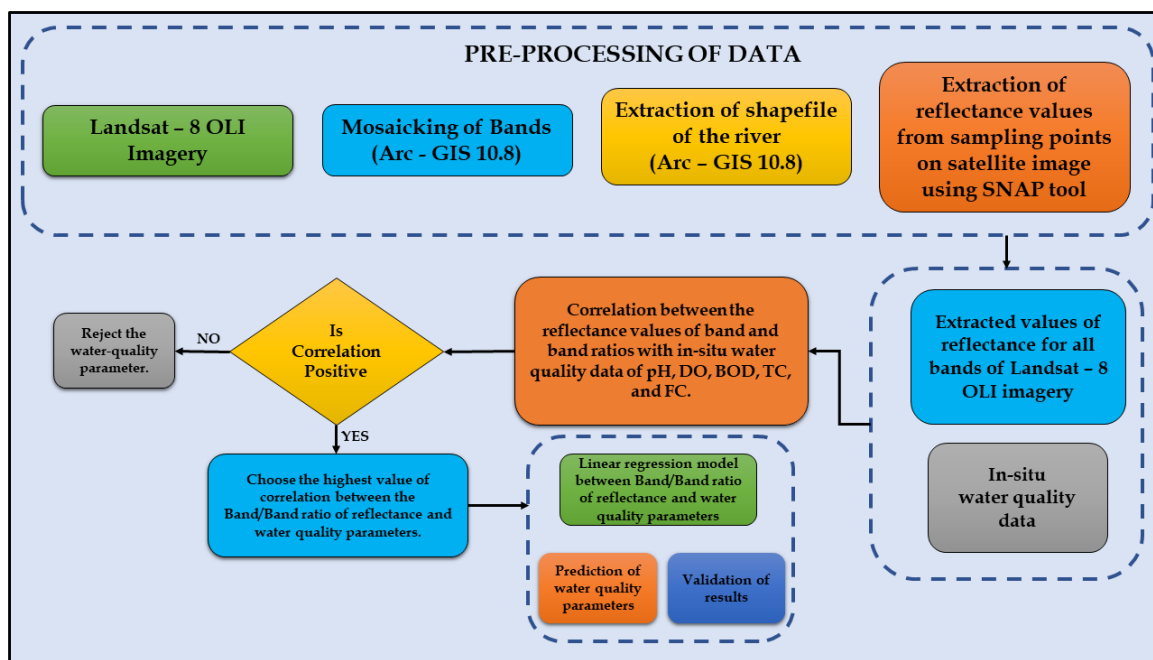 PRE-PROCESSING OF DATA
Landsat – 8 OLI
Imagery
Mosaicking of Bands
(Arc - GIS 10.8)
Extraction of shapefile
of the river
(Arc – GIS 10.8)
Extraction of
reflectance values
from sampling points
on satellite image
using SNAP tool
Reject the
water-quality
parameter.
NO
Is
Correlation
Positive
YES
Correlation between the
reflectance values of band and
band ratios with in-situ water
quality data of pH, DO, BOD, TC,
and FC.
Extracted values of
reflectance for all
bands of Landsat – 8
OLI imagery
In-situ
water quality
data
Choose the highest value of
correlation between the
Band/Band ratio of reflectance and
water quality parameters.
Linear regression model
between Band/Band ratio
of reflectance and water
quality parameters
Prediction of
water quality
parameters
Validation of
results